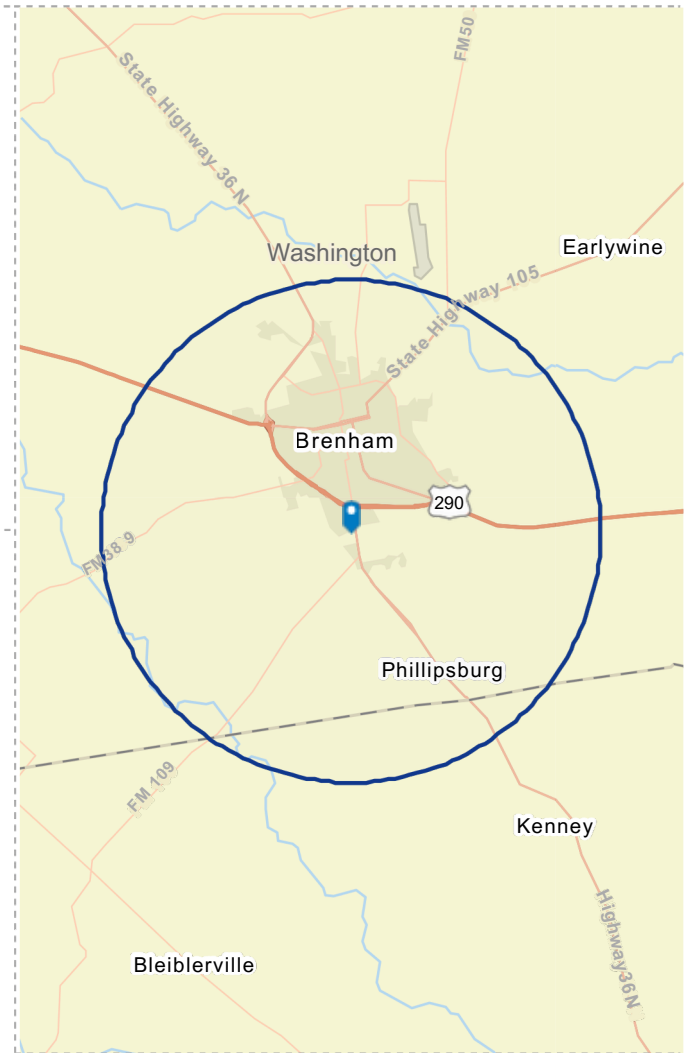 FM50
State Highway 36 N
Earlywine
Washington
State Highway 105
Brenham
290
FM38 9
Phillipsburg
FM 109
Kenney
Highway36N
Bleiblerville